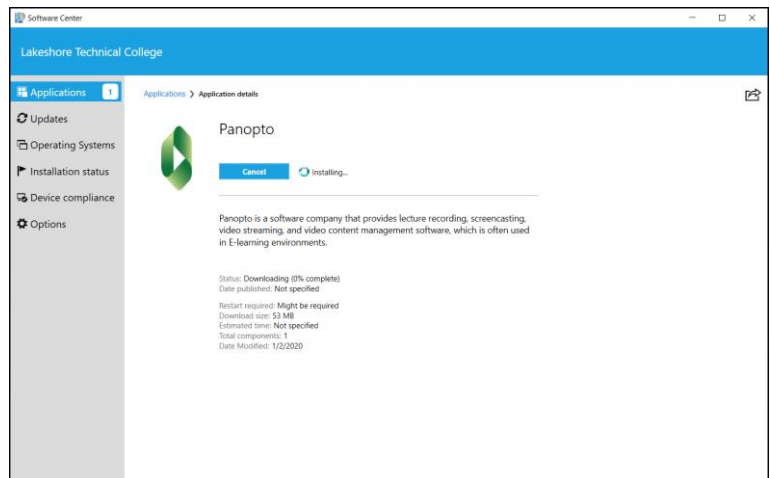 Software Center
Lakeshore Technical College
Applications 1
Updates
Operating Systems
Installation status
Device compliance
Options
Applications > Application details
Panopto
Cancel Installing...
Panopto is a software company that provides lecture recording, screencasting,
video streaming, and video content management software, which is often used
in E-learning environments.
Status: Downloading (0% complete)
Date published: Not specified
Restart required: Might be required
Download size: 53 MB
Estimated time: Not specified
Total components: 1
Date Modified: 1/2/2020